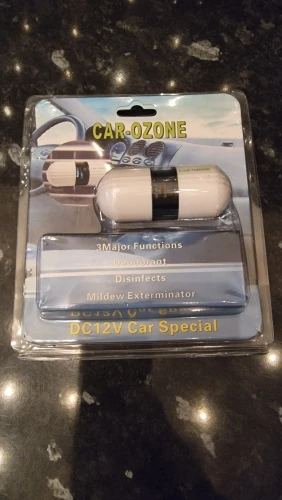 CAR-OZONE
3Major Functions
Deodorant
Disinfects
Mildew Exterminator
DC12V Car Special